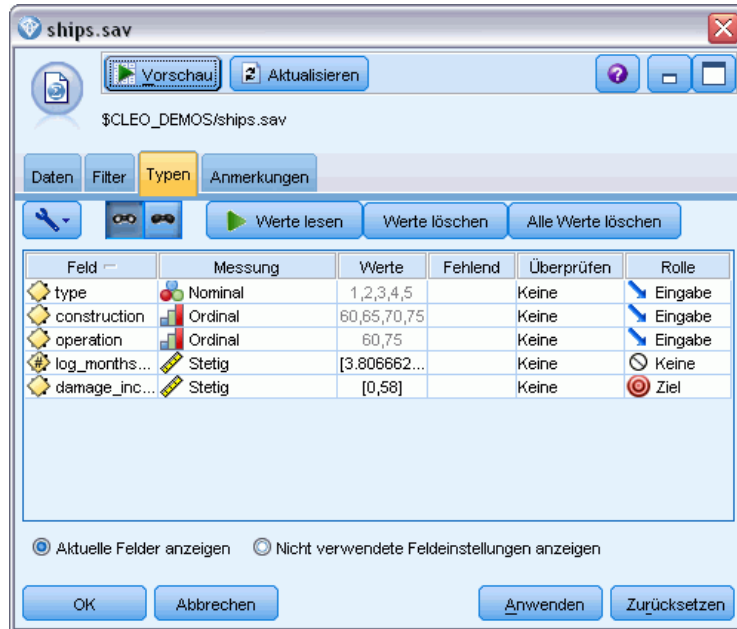 ships.sav
Vorschau Aktualisieren
$CLEO_DEMOS/ships.sav
Daten Filter Typen Anmerkungen
Werte lesen Werte löschen Alle Werte löschen
Feld Messung Werte Fehlend Überprüfen Rolle
type Nominal 1,2,3,4,5 Keine Eingabe
construction Ordinal 60,65,70,75 Keine Eingabe
operation Ordinal 60,75 Keine Eingabe
log_months... Stetig [3.806662... Keine Keine
damage_inc... Stetig [0,58] Keine Ziel
Aktuelle Felder anzeigen Nicht verwendete Feldeinstellungen anzeigen
OK Abbrechen Anwenden Zurücksetzen